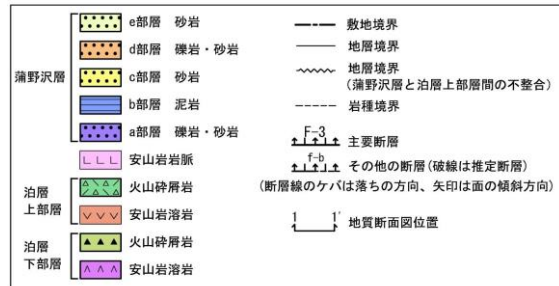 蒲野沢層
e部層 砂岩
d部層 礫岩・砂岩
c部層 砂岩
b部層 泥岩
a部層 礫岩・砂岩
安山岩岩脈
泊層
上部層
火山砕屑岩
安山岩溶岩
泊層
下部層
火山砕屑岩
安山岩溶岩
敷地境界
地層境界
地層境界
(蒲野沢層と泊層上部層間の不整合)
岩種境界
F-3
主要断層
f-b
その他の断層(破線は推定断層)
(断層線のケバは落ちの方向、矢印は面の傾斜方向)
1 1'
地質断面図位置